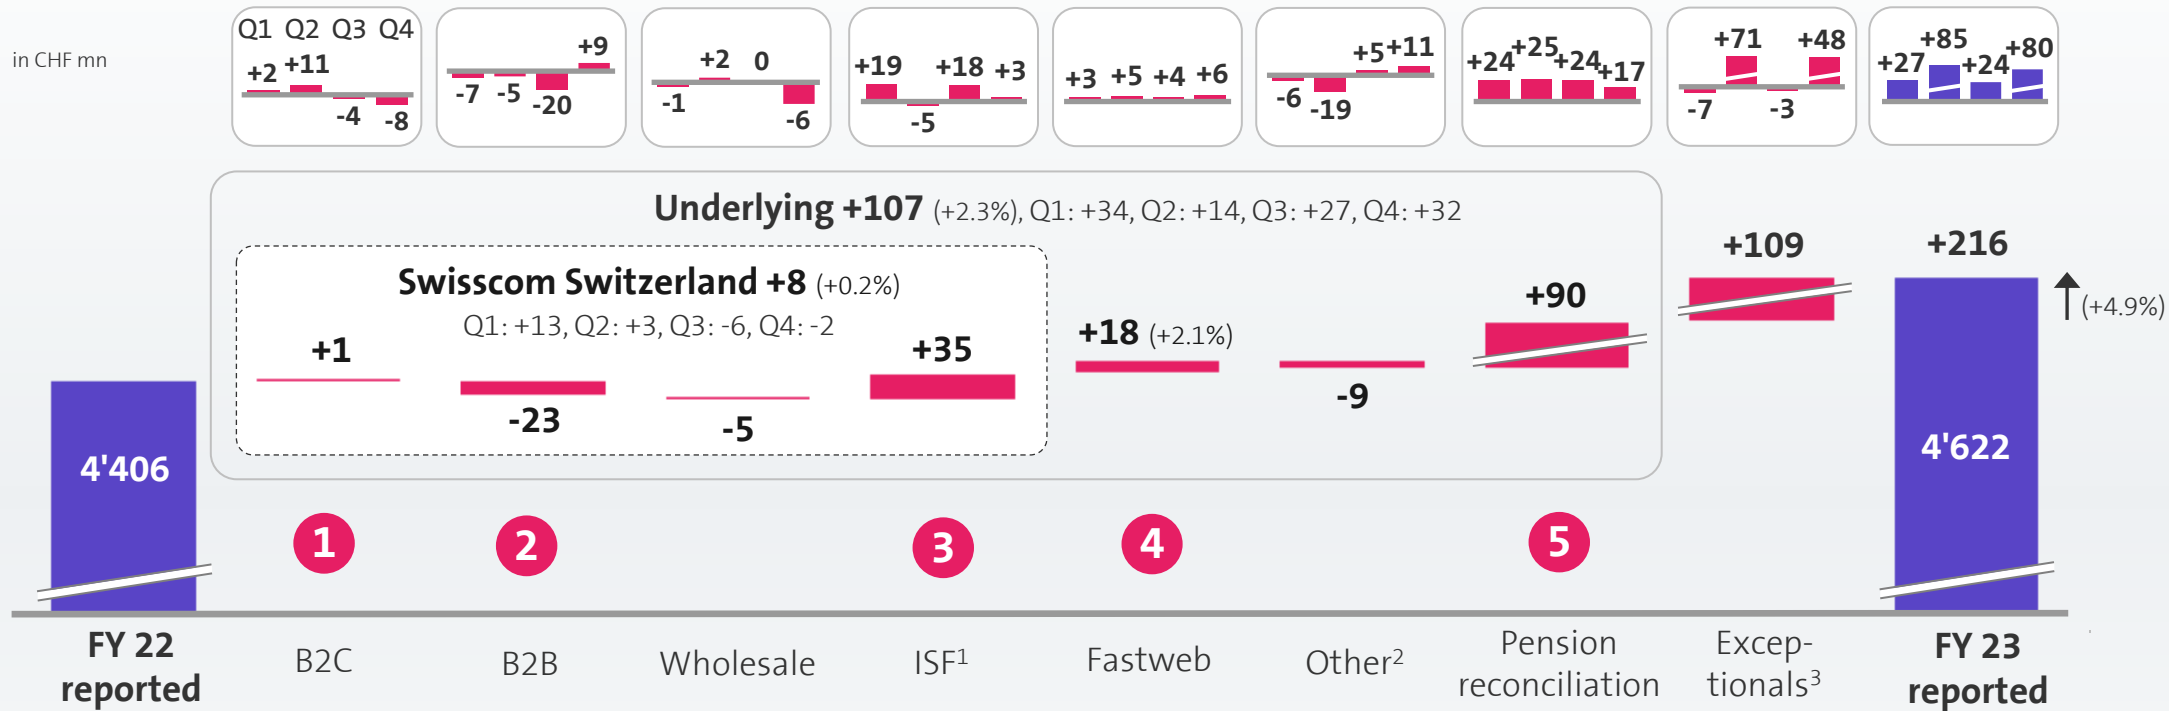 in CHF mn
Q1 Q2 Q3 Q4
+2 +11 -4 -8
-7 -5 -20 +9
-1 +2 0 -6
+19 -5 +18 +3
+3 +5 +4 +6
-6 -19 +5 +11
+24 +25 +24 +17
-7 +71 -3 +48
+27 +85 +24 +80
Underlying +107 (+2.3%), Q1: +34, Q2: +14, Q3: +27, Q4: +32
Swisscom Switzerland +8 (+0.2%)
Q1: +13, Q2: +3, Q3: -6, Q4: -2
4'406
+1
-23
-5
+35
+18 (+2.1%)
-9
+90
+109
+216
(+4.9%)
4'622
1
2
3
4
5
FY 22
reported
B2C
B2B
Wholesale
ISF¹
Fastweb
Other²
Pension
reconciliation
Excep-
tionals³
FY 23
reported